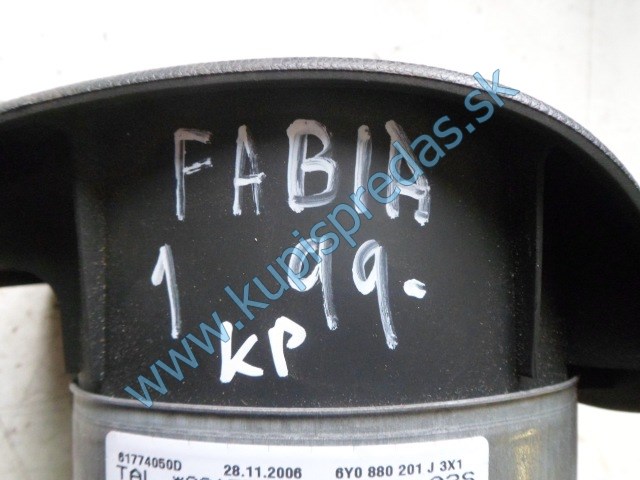 FABIA
1 99-
KP
www.kupispredas.sk
61774050D 28.11.2006 6Y0 880 201 J 3X1